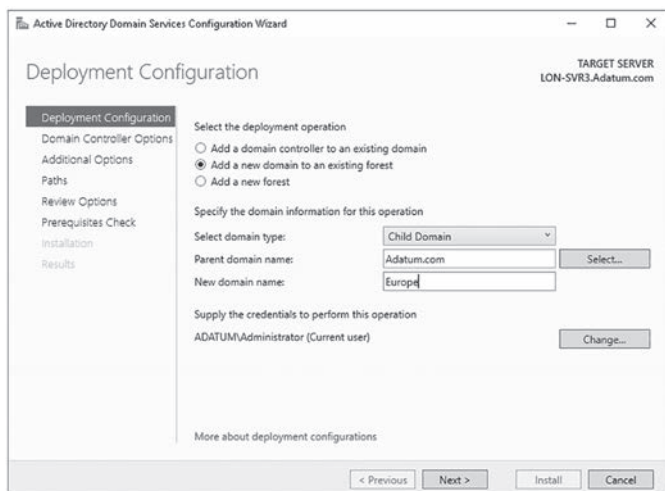 Active Directory Domain Services Configuration Wizard
Deployment Configuration
TARGET SERVER
LON-SVR3.Adatum.com
Deployment Configuration
Domain Controller Options
Additional Options
Paths
Review Options
Prerequisites Check
Installation
Results
Select the deployment operation
Add a domain controller to an existing domain
Add a new domain to an existing forest
Add a new forest
Specify the domain information for this operation
Select domain type: Child Domain
Parent domain name: Adatum.com Select...
New domain name: Europe
Supply the credentials to perform this operation
ADATUM\Administrator (Current user) Change...
More about deployment configurations
< Previous Next > Install Cancel